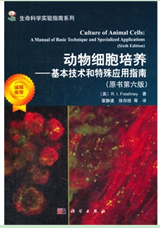 生命科学实验指南系列
Culture of Animal Cells:
A Manual of Basic Technique and Specialized Applications
(Sixth Edition)
动物细胞培养
——基本技术和特殊应用指南
(原书第六版)
〔英〕R. I. Freshney 著
章静波 徐存拴 等 译
科学出版社